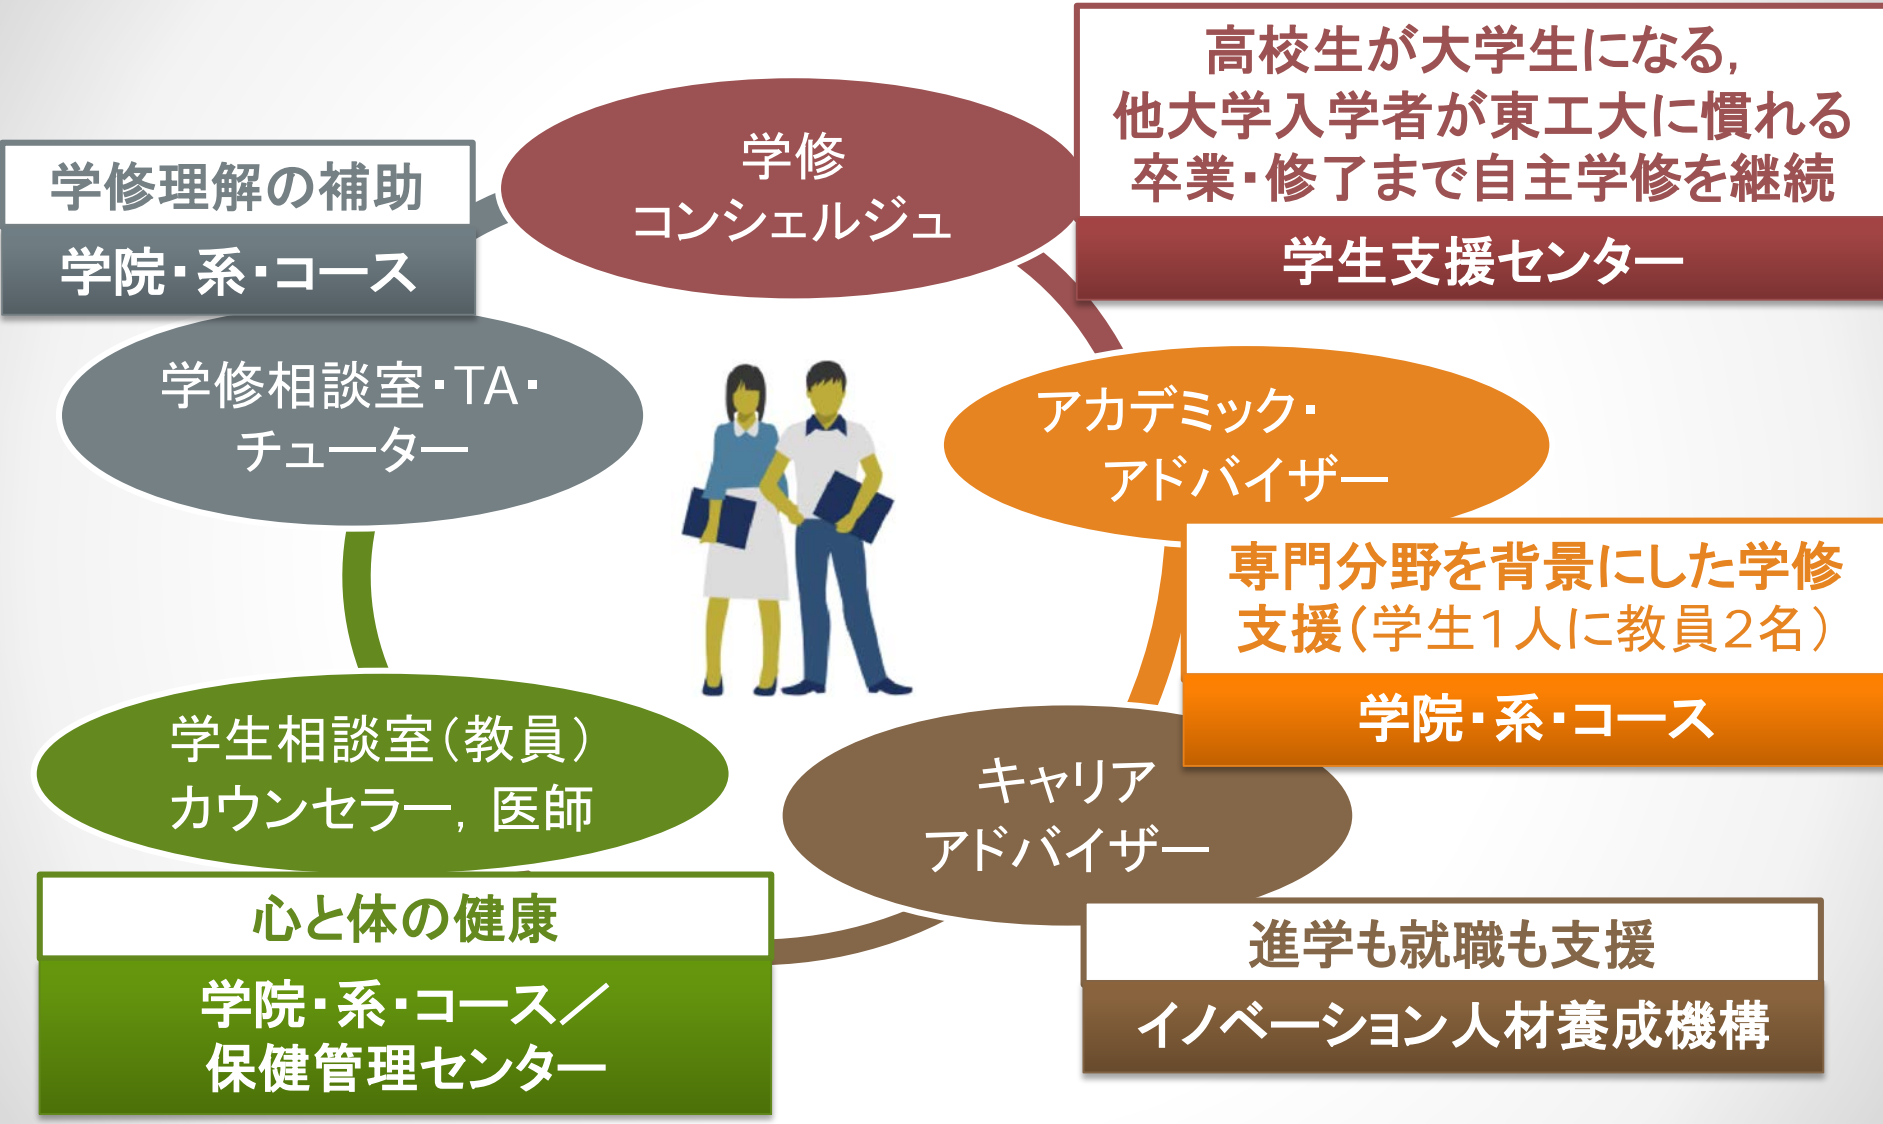 学修
コンシェルジュ
高校生が大学生になる，
他大学入学者が東工大に慣れる
卒業・修了まで自主学修を継続
学生支援センター
学修理解の補助
学院・系・コース
学修相談室・TA・
チューター
アカデミック・
アドバイザー
専門分野を背景にした学修
支援（学生1人に教員2名）
学院・系・コース
学生相談室（教員）
カウンセラー，医師
心と体の健康
学院・系・コース／
保健管理センター
キャリア
アドバイザー
進学も就職も支援
イノベーション人材養成機構